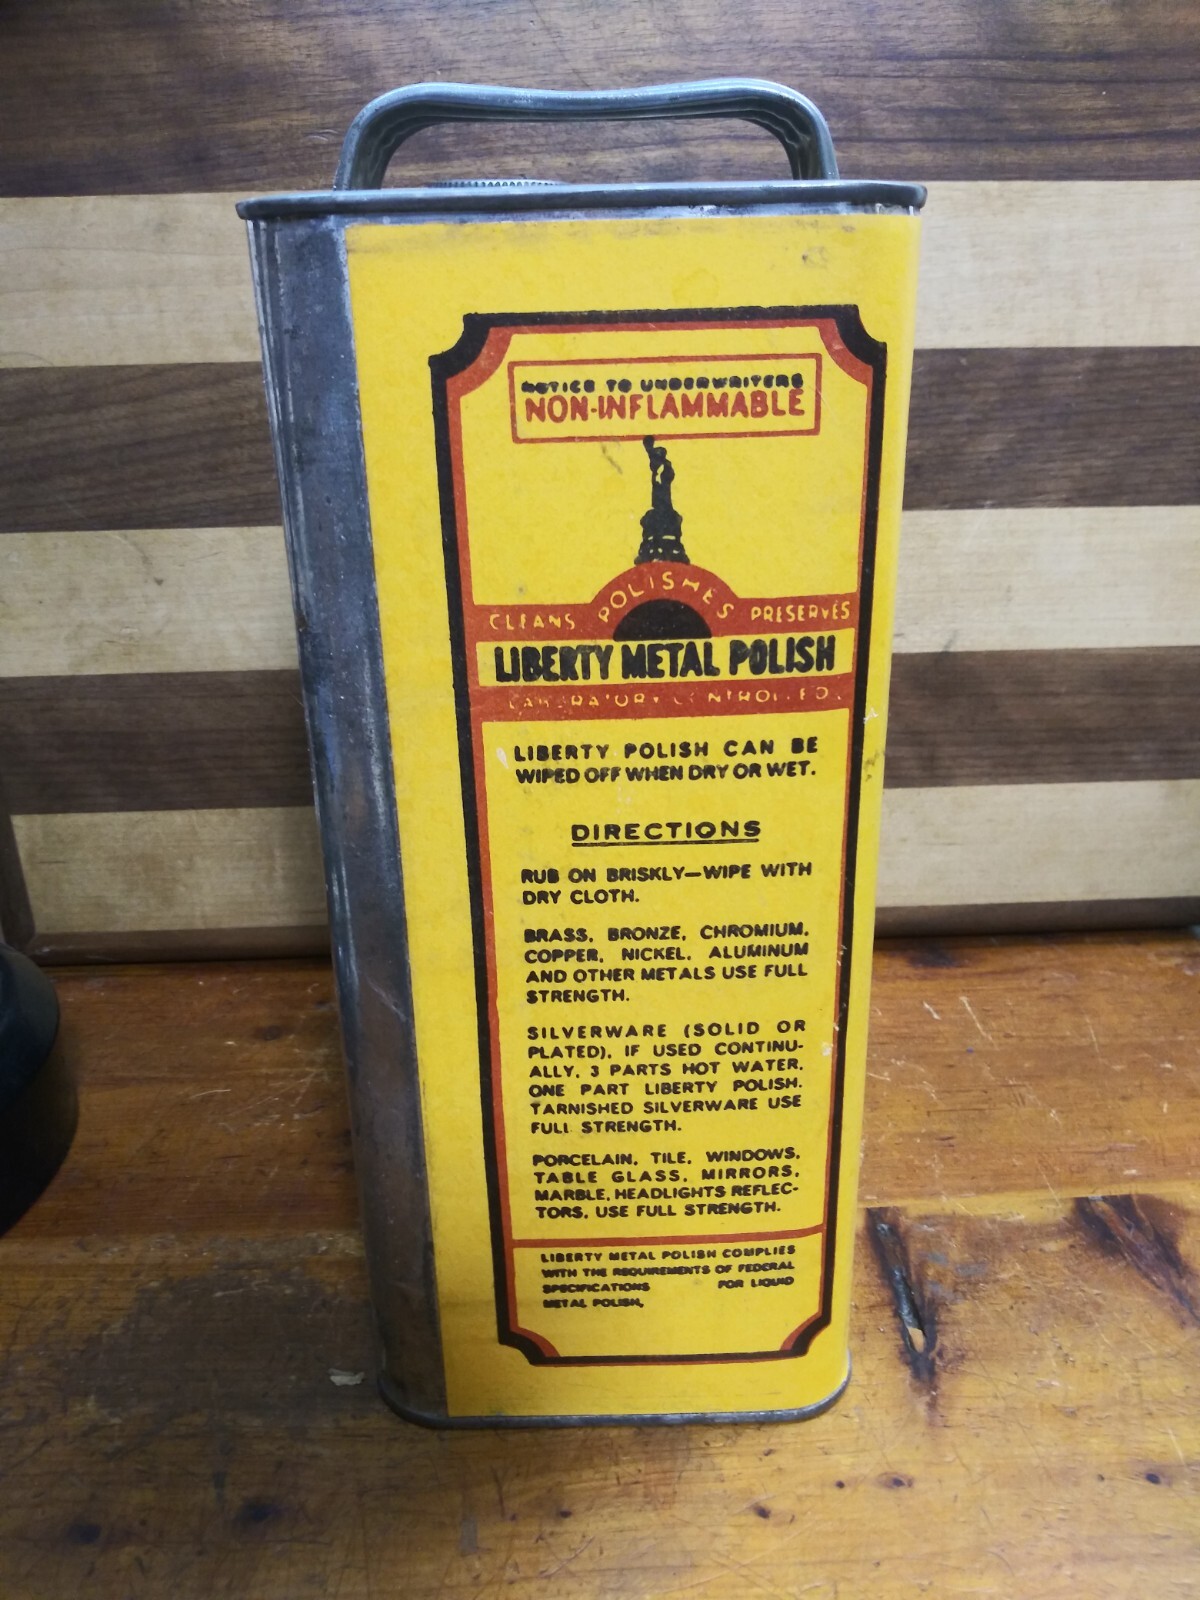 NOTICE TO UNDERWRITERS
NON-INFLAMMABLE
CLEANS POLISHES PRESERVES
LIBERTY METAL POLISH
LABORATORY CONTROLLED
LIBERTY POLISH CAN BE
WIPED OFF WHEN DRY OR WET.
DIRECTIONS
RUB ON BRISKLY—WIPE WITH
DRY CLOTH.
BRASS, BRONZE, CHROMIUM,
COPPER, NICKEL, ALUMINUM
AND OTHER METALS USE FULL
STRENGTH.
SILVERWARE (SOLID OR
PLATED), IF USED CONTINU-
ALLY, 3 PARTS HOT WATER,
ONE PART LIBERTY POLISH.
TARNISHED SILVERWARE USE
FULL STRENGTH.
PORCELAIN, TILE, WINDOWS,
TABLE GLASS, MIRRORS,
MARBLE, HEADLIGHTS REFLEC-
TORS, USE FULL STRENGTH.
LIBERTY METAL POLISH COMPLIES
WITH THE REQUIREMENTS OF FEDERAL
SPECIFICATIONS FOR LIQUID
METAL POLISH,